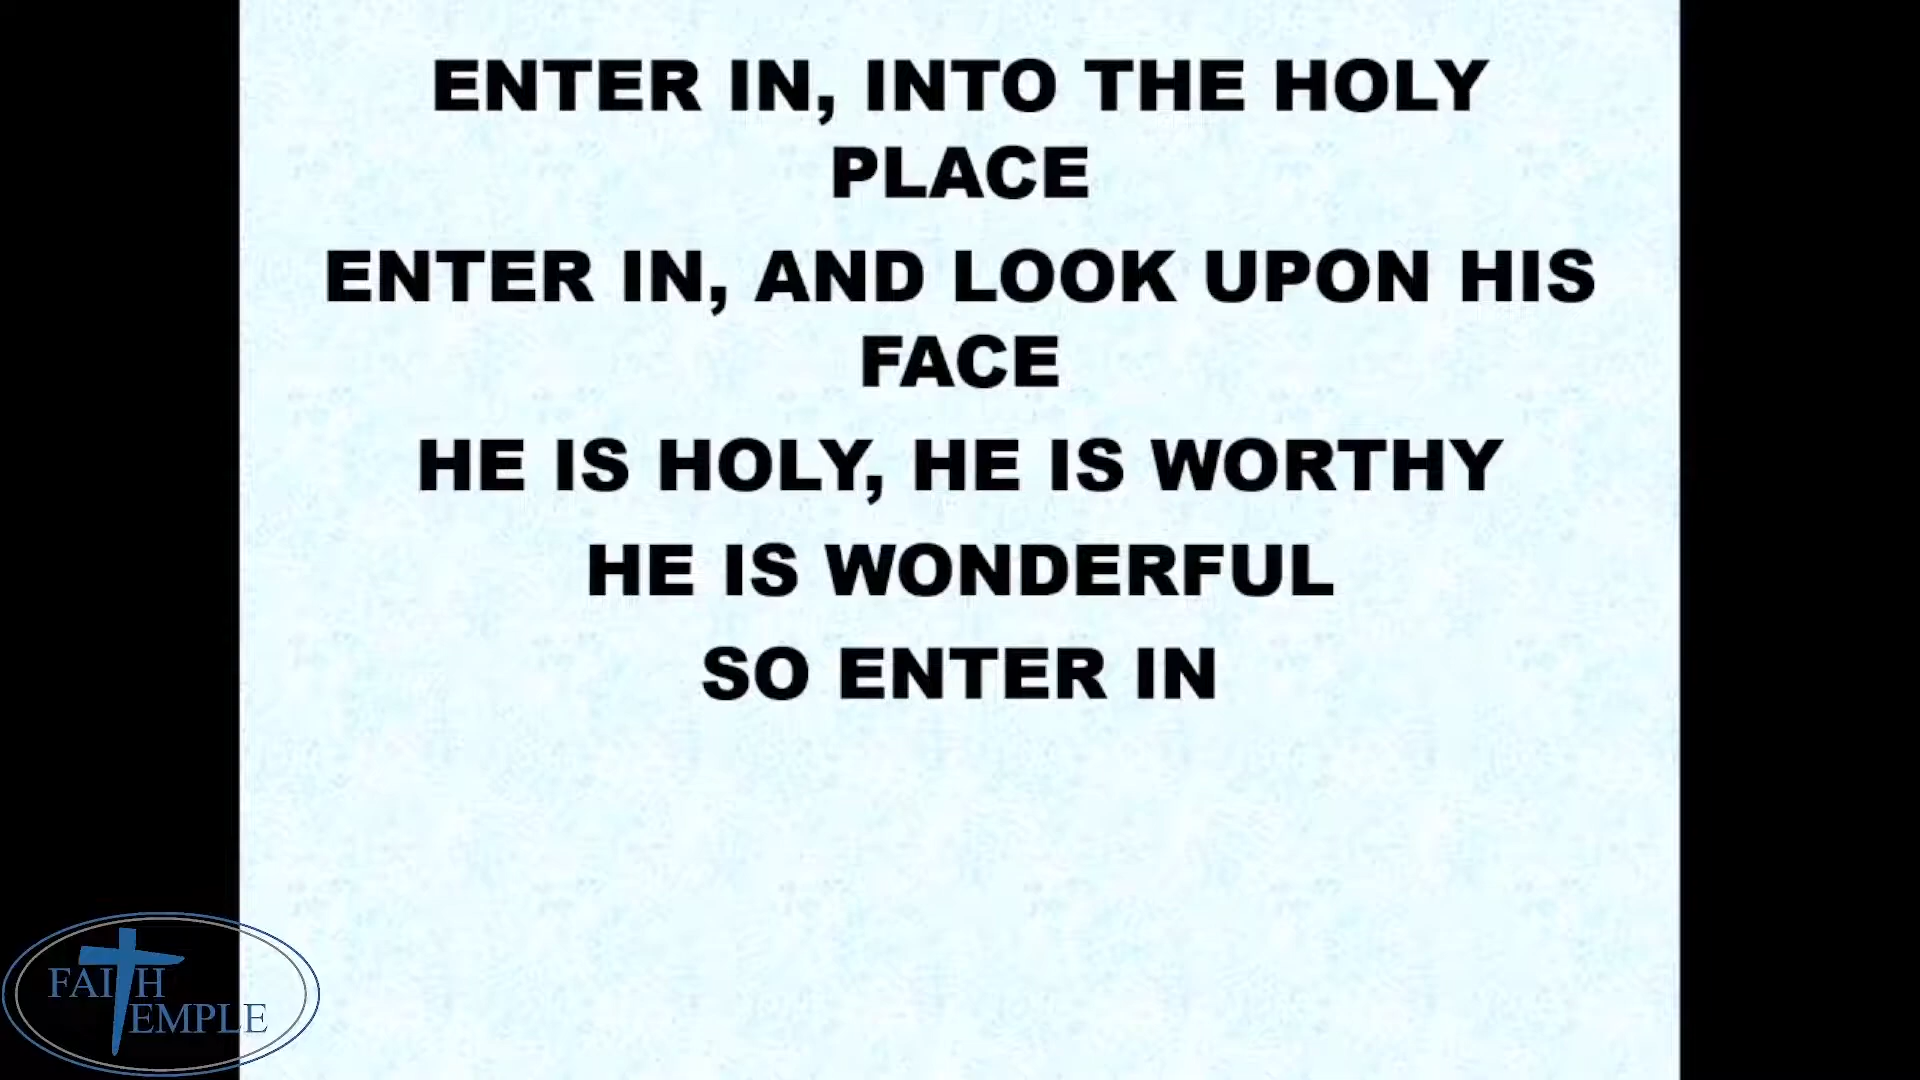 ENTER IN, INTO THE HOLY
PLACE
ENTER IN, AND LOOK UPON HIS
FACE
HE IS HOLY, HE IS WORTHY
HE IS WONDERFUL
SO ENTER IN
FAITH
TEMPLE